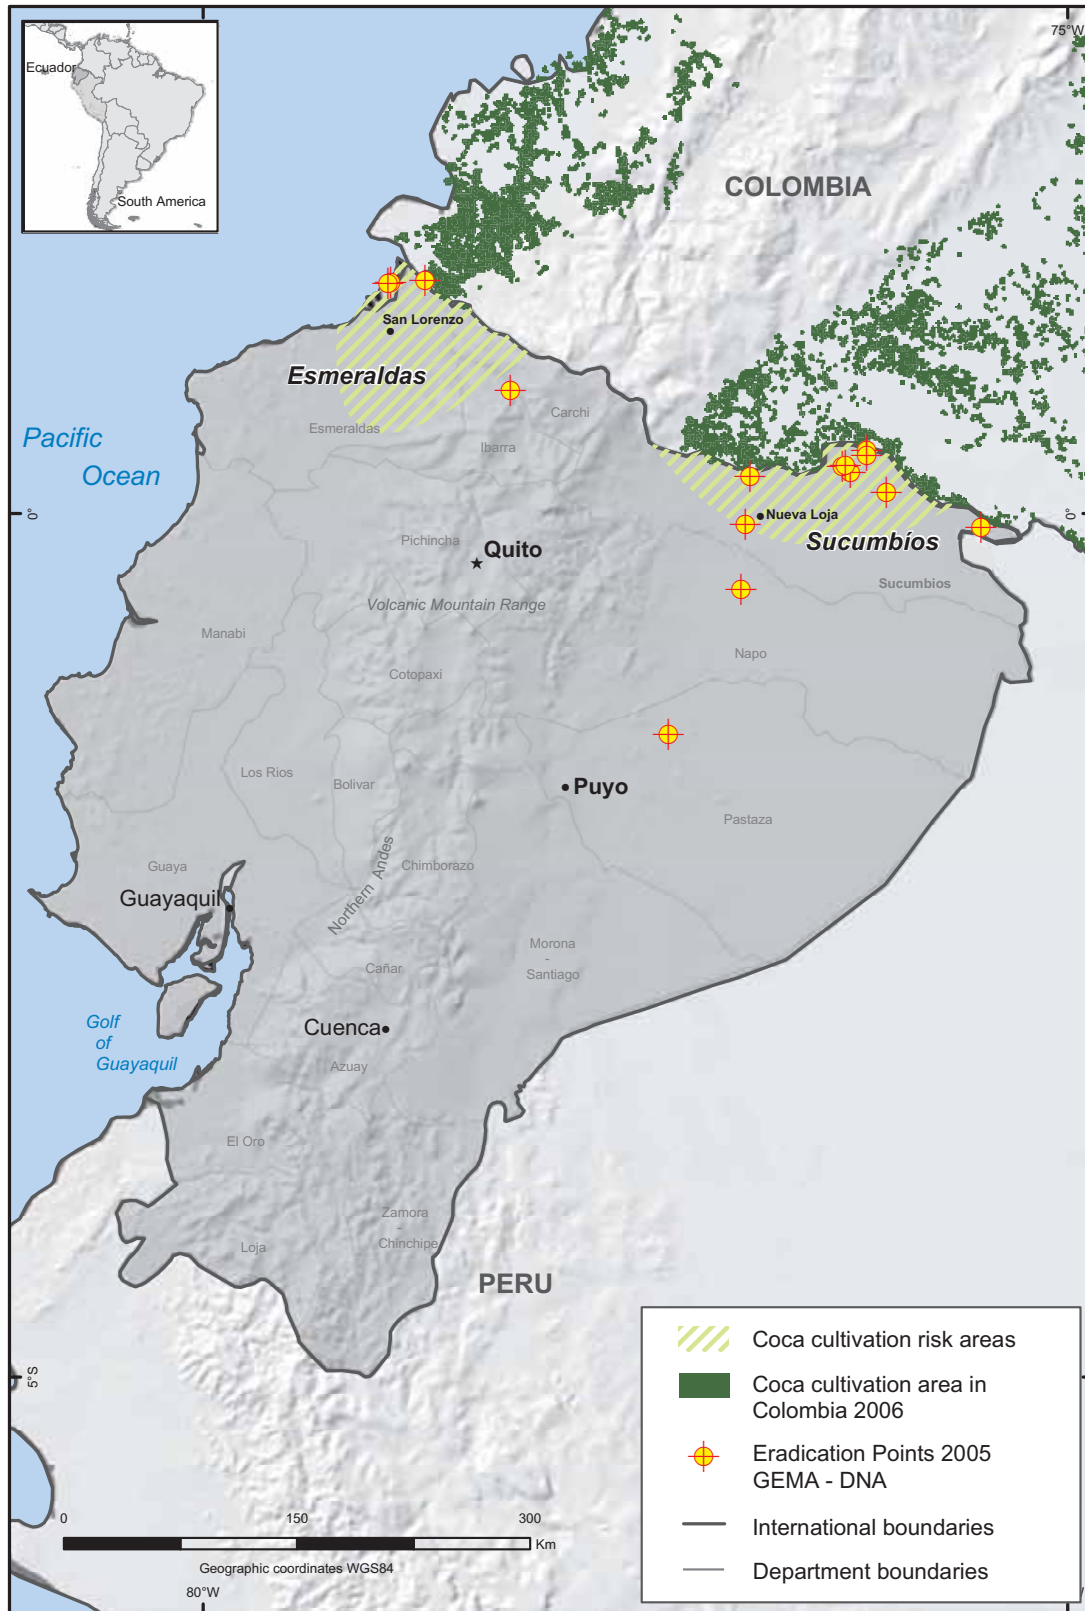 Ecuador
South America
75°W
COLOMBIA
San Lorenzo
Esmeraldas
Carchi
Esmeraldas
Ibarra
Pacific
Ocean
0°
0°
Nueva Loja
Pichincha
Quito
Sucumbíos
Sucumbios
Volcanic Mountain Range
Manabi
Napo
Cotopaxi
Los Rios
Bolivar
Puyo
Pastaza
Guaya
Chimborazo
Guayaquil
Northern Andes
Morona
-
Santiago
Cañar
Golf
of
Guayaquil
Cuenca
Azuay
El Oro
Zamora
-
Chinchipe
Loja
PERU
5°S
Coca cultivation risk areas
Coca cultivation area in
Colombia 2006
Eradication Points 2005
GEMA - DNA
International boundaries
Department boundaries
0
150
300
Km
Geographic coordinates WGS84
80°W